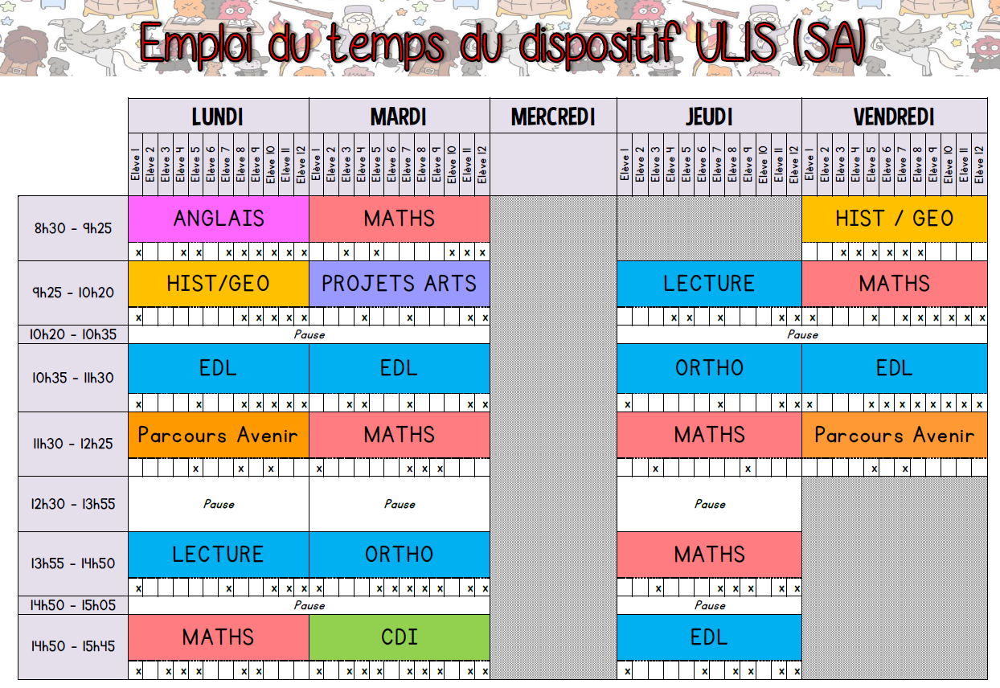 Emploi du temps du dispositif ULIS (SA)
LUNDI MARDI MERCREDI JEUDI VENDREDI
Elève 1 Elève 2 Elève 3 Elève 4 Elève 5 Elève 6 Elève 7 Elève 8 Elève 9 Elève 10 Elève 11 Elève 12 Elève 1 Elève 2 Elève 3 Elève 4 Elève 5 Elève 6 Elève 7 Elève 8 Elève 9 Elève 10 Elève 11 Elève 12 Elève 1 Elève 2 Elève 3 Elève 4 Elève 5 Elève 6 Elève 7 Elève 8 Elève 9 Elève 10 Elève 11 Elève 12 Elève 1 Elève 2 Elève 3 Elève 4 Elève 5 Elève 6 Elève 7 Elève 8 Elève 9 Elève 10 Elève 11 Elève 12
8h30 - 9h25 ANGLAIS MATHS HIST / GEO
x x x x x x x x x x x x x x x x x x x x
9h25 - 10h20 HIST/GEO PROJETS ARTS LECTURE MATHS
x x x x x x x x x x x x x x x x x x x x x x x
10h20 - 10h35 Pause Pause
10h35 - 11h30 EDL EDL ORTHO EDL
x x x x x x x x x x x x x x x x x x x x x x x x x
11h30 - 12h25 Parcours Avenir MATHS MATHS Parcours Avenir
x x x x x x x x x x x
12h30 - 13h55 Pause Pause Pause
13h55 - 14h50 LECTURE ORTHO MATHS
x x x x x x x x x x x x x x x x x x x
14h50 - 15h05 Pause Pause
14h50 - 15h45 MATHS CDI EDL
x x x x x x x x x x x x x x x x x x x x x